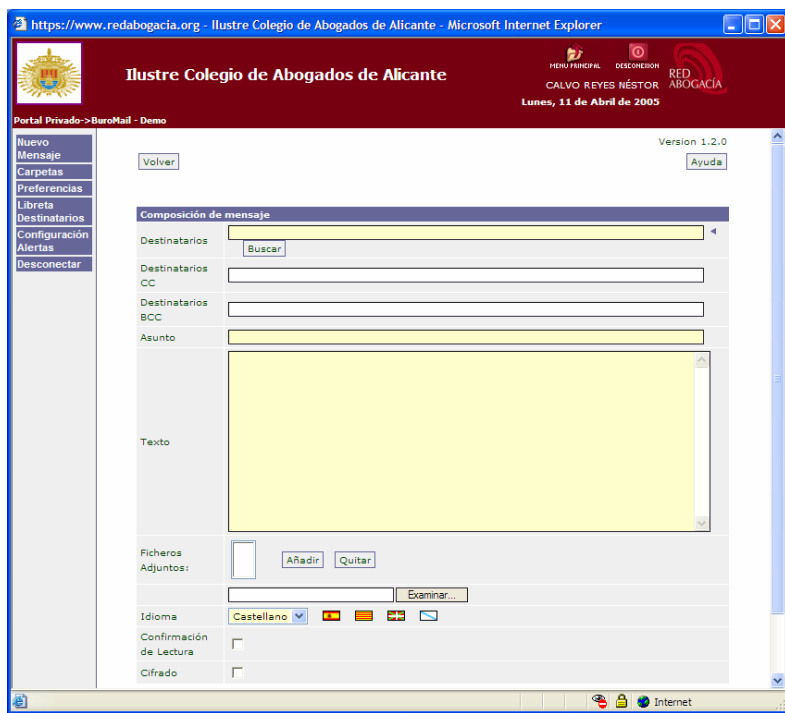 https://www.redabogacia.org - Ilustre Colegio de Abogados de Alicante - Microsoft Internet Explorer
Ilustre Colegio de Abogados de Alicante
MENU PRINCIPAL
DESCONEXION
RED
ABOGACÍA
CALVO REYES NÉSTOR
Lunes, 11 de Abril de 2005
Portal Privado->BuroMail - Demo
Nuevo
Mensaje
Carpetas
Preferencias
Libreta
Destinatarios
Configuración
Alertas
Desconectar
Version 1.2.0
Volver
Ayuda
Composición de mensaje
Destinatarios
Buscar
Destinatarios
CC
Destinatarios
BCC
Asunto
Texto
Ficheros
Adjuntos:
Añadir
Quitar
Examinar...
Idioma
Castellano
Confirmación
de Lectura
Cifrado
Internet